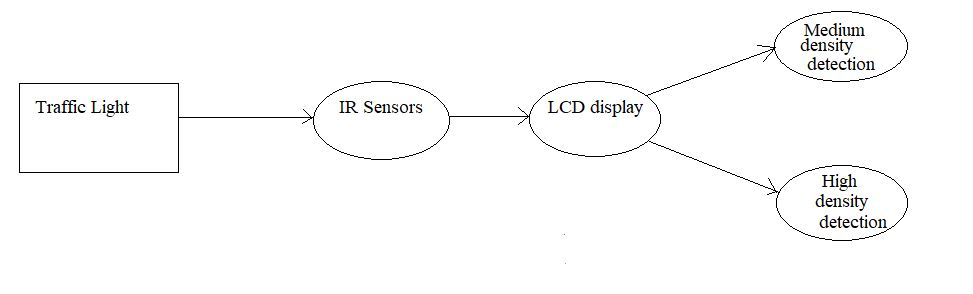 Traffic Light
IR Sensors
LCD display
Medium
density
detection
High
density
detection